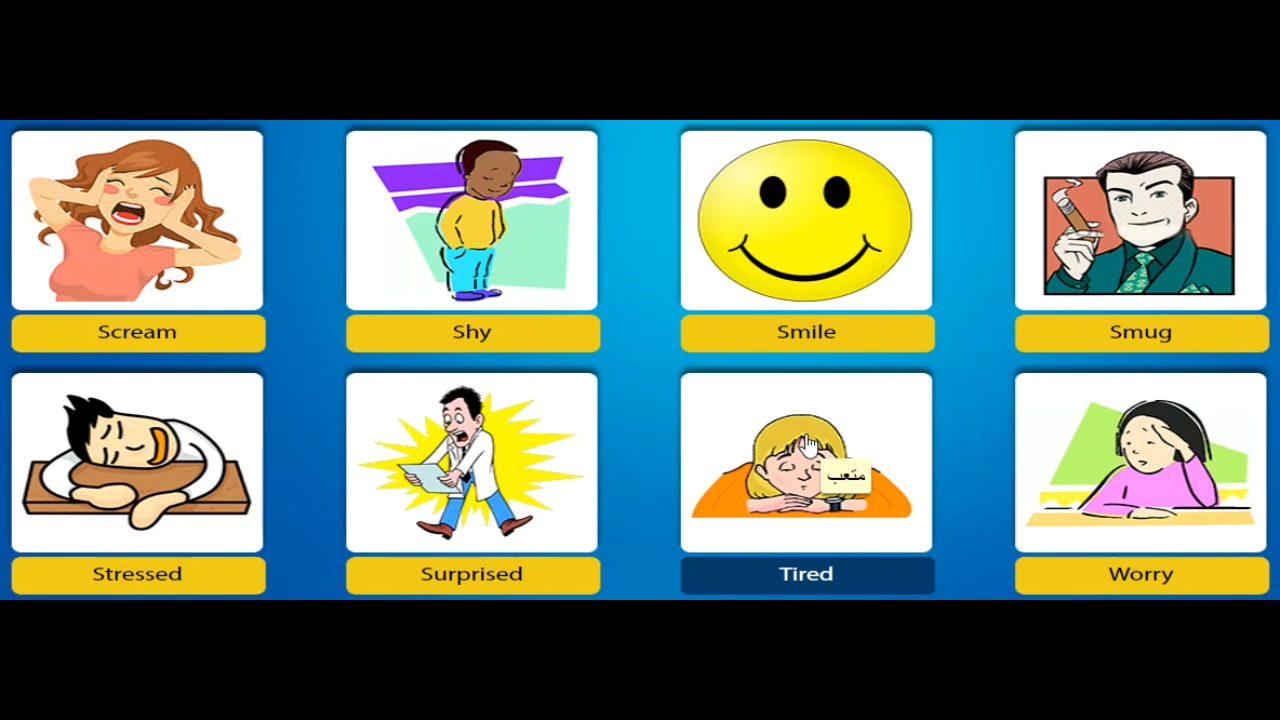 Scream
Shy
Smile
Smug
متعب
Stressed
Surprised
Tired
Worry